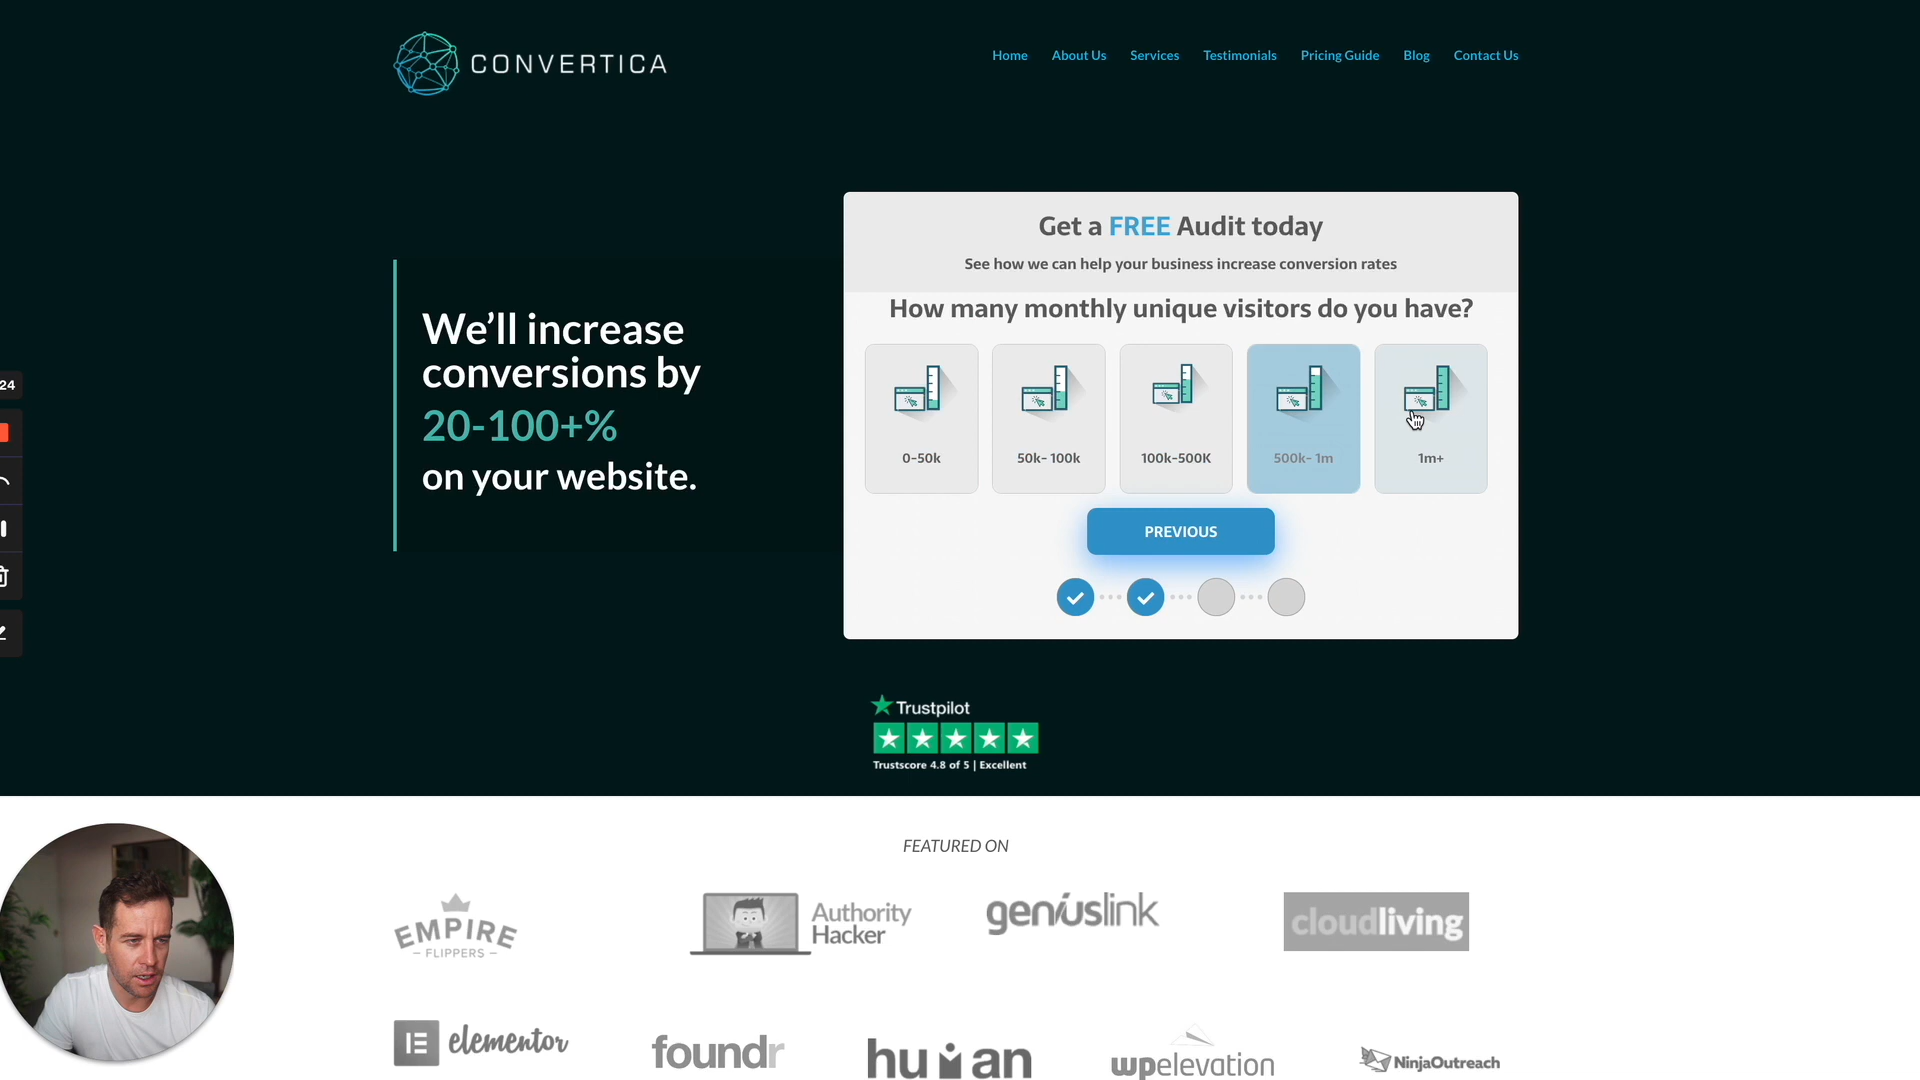 CONVERTICA
Home About Us Services Testimonials Pricing Guide Blog Contact Us
Get a FREE Audit today
See how we can help your business increase conversion rates
We’ll increase
conversions by
20-100+%
on your website.
How many monthly unique visitors do you have?
0-50k 50k- 100k 100k-500K 500k- 1m 1m+
PREVIOUS
24
Trustpilot
Trustscore 4.8 of 5 | Excellent
FEATURED ON
EMPIRE
FLIPPERS
Authority
Hacker
geniuslink
cloudliving
elementor
foundr
human
wpelevation
NinjaOutreach